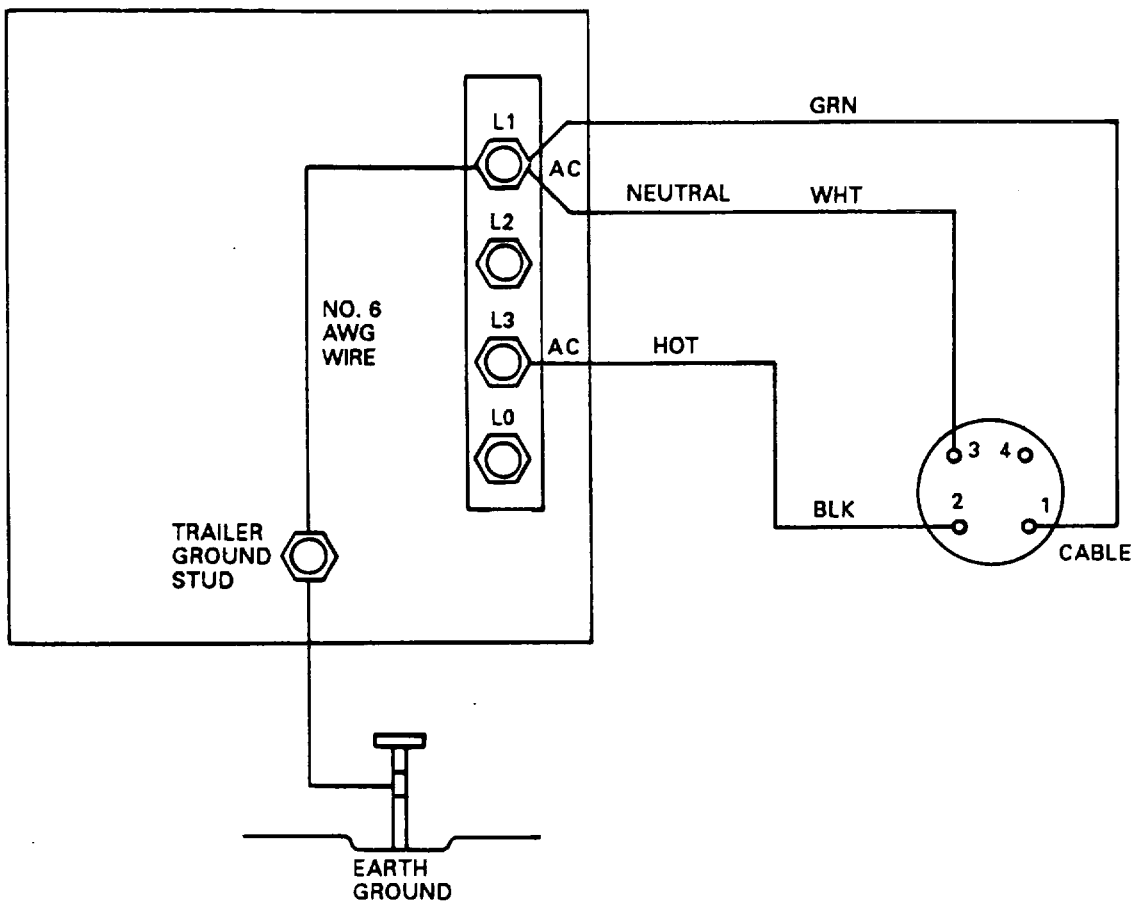 L1
GRN
AC
NEUTRAL
WHT
L2
NO. 6
AWG
WIRE
L3
AC
HOT
L0
3
4
2
1
BLK
CABLE
TRAILER
GROUND
STUD
EARTH
GROUND